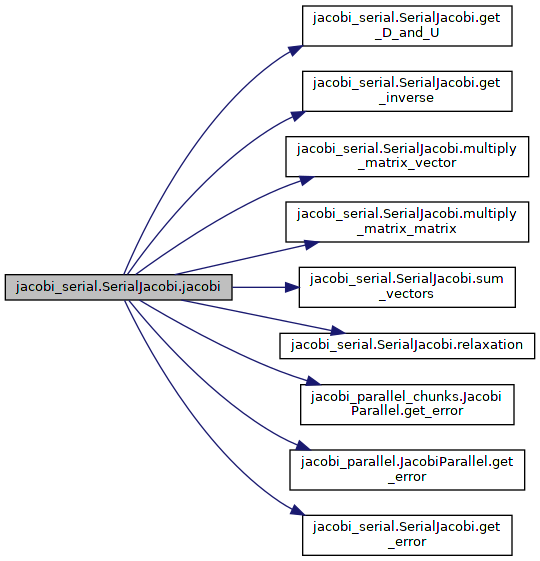 jacobi_serial.SerialJacobi.get
_D_and_U
jacobi_serial.SerialJacobi.get
_inverse
jacobi_serial.SerialJacobi.multiply
_matrix_vector
jacobi_serial.SerialJacobi.multiply
_matrix_matrix
jacobi_serial.SerialJacobi.jacobi
jacobi_serial.SerialJacobi.sum
_vectors
jacobi_serial.SerialJacobi.relaxation
jacobi_parallel_chunks.Jacobi
Parallel.get_error
jacobi_parallel.JacobiParallel.get
_error
jacobi_serial.SerialJacobi.get
_error